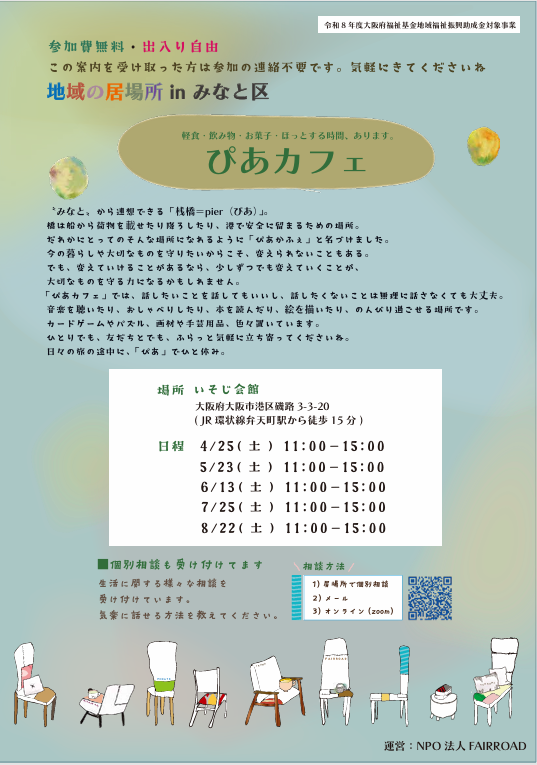 令和8年度大阪府福祉基金地域福祉振興助成金対象事業
参加費無料・出入り自由
この案内を受け取った方は参加の連絡不要です。気軽にきてくださいね
地域の居場所 in みなと区
軽食・飲み物・お菓子・ほっとする時間、あります。
ぴあカフェ
〝みなと〟から連想できる「桟橋=pier（ぴあ）」。
橋は船から荷物を載せたり降ろしたり、港で安全に留まるための場所。
だれかにとってのそんな場所になれるように「ぴあかふぇ」と名づけました。
今の暮らしや大切なものを守りたいからこそ、変えられないこともある。
でも、変えていけることがあるなら、少しずつでも変えていくことが、
大切なものを守る力になるかもしれません。
「ぴあカフェ」では、話したいことを話してもいいし、話したくないことは無理に話さなくても大丈夫。
音楽を聴いたり、おしゃべりしたり、本を読んだり、絵を描いたり、のんびり過ごせる場所です。
カードゲームやパズル、画材や手芸用品、色々置いています。
ひとりでも、友だちとでも、ふらっと気軽に立ち寄ってくださいね。
日々の旅の途中に、「ぴあ」でひと休み。
場所 いそじ会館
大阪府大阪市港区磯路 3-3-20
( JR 環状線弁天町駅から徒歩 15 分 )
日程 4/25( 土 ) 11:00−15:00
5/23( 土 ) 11:00−15:00
6/13( 土 ) 11:00−15:00
7/25( 土 ) 11:00−15:00
8/22( 土 ) 11:00−15:00
■個別相談も受け付けてます
生活に関する様々な相談を
受け付けています。
気楽に話せる方法を教えてください。
\ 相談方法 /
1) 居場所で個別相談
2) メール
3) オンライン (zoom)
FAIRROAD
運営：NPO 法人 FAIRROAD